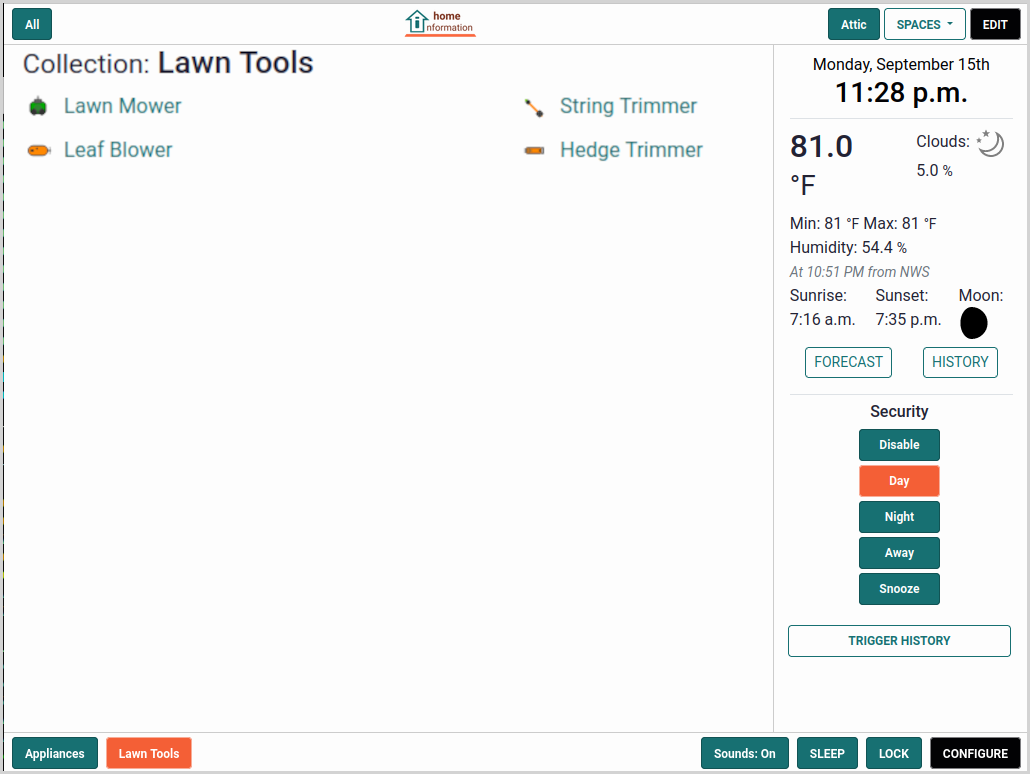 All
home
nformation
Attic
SPACES
EDIT
Collection: Lawn Tools
Lawn Mower
String Trimmer
Leaf Blower
Hedge Trimmer
Monday, September 15th
11:28 p.m.
81.0
°F
Clouds:
5.0 %
Min: 81 °F Max: 81 °F
Humidity: 54.4 %
At 10:51 PM from NWS
Sunrise: Sunset: Moon:
7:16 a.m. 7:35 p.m.
FORECAST
HISTORY
Security
Disable
Day
Night
Away
Snooze
TRIGGER HISTORY
Appliances
Lawn Tools
Sounds: On
SLEEP
LOCK
CONFIGURE